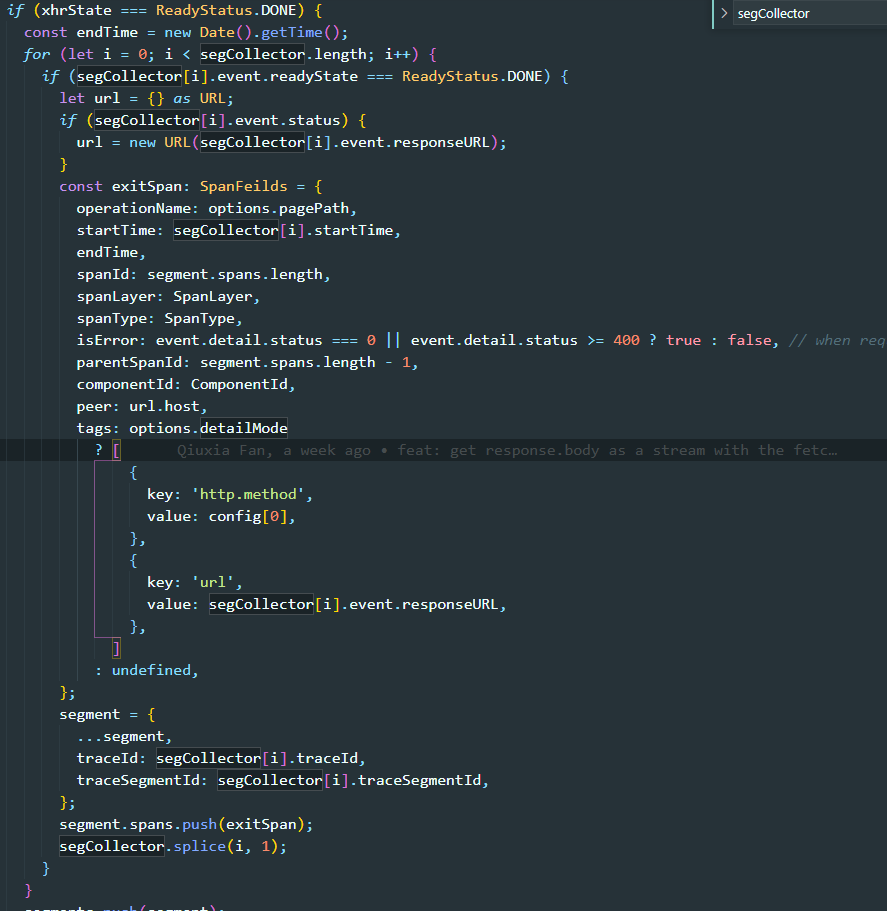 segCollector
if (xhrState === ReadyStatus.DONE) {
const endTime = new Date().getTime();
for (let i = 0; i < segCollector.length; i++) {
if (segCollector[i].event.readyState === ReadyStatus.DONE) {
let url = {} as URL;
if (segCollector[i].event.status) {
url = new URL(segCollector[i].event.responseURL);
}
const exitSpan: SpanFeilds = {
operationName: options.pagePath,
startTime: segCollector[i].startTime,
endTime,
spanId: segment.spans.length,
spanLayer: SpanLayer,
spanType: SpanType,
isError: event.detail.status === 0 || event.detail.status >= 400 ? true : false, // when req
parentSpanId: segment.spans.length - 1,
componentId: ComponentId,
peer: url.host,
tags: options.detailMode
? [ Qiuxia Fan, a week ago • feat: get response.body as a stream with the fetc…
{
key: 'http.method',
value: config[0],
},
{
key: 'url',
value: segCollector[i].event.responseURL,
},
]
: undefined,
};
segment = {
...segment,
traceId: segCollector[i].traceId,
traceSegmentId: segCollector[i].traceSegmentId,
};
segment.spans.push(exitSpan);
segCollector.splice(i, 1);
}
}
segments.push(segment);